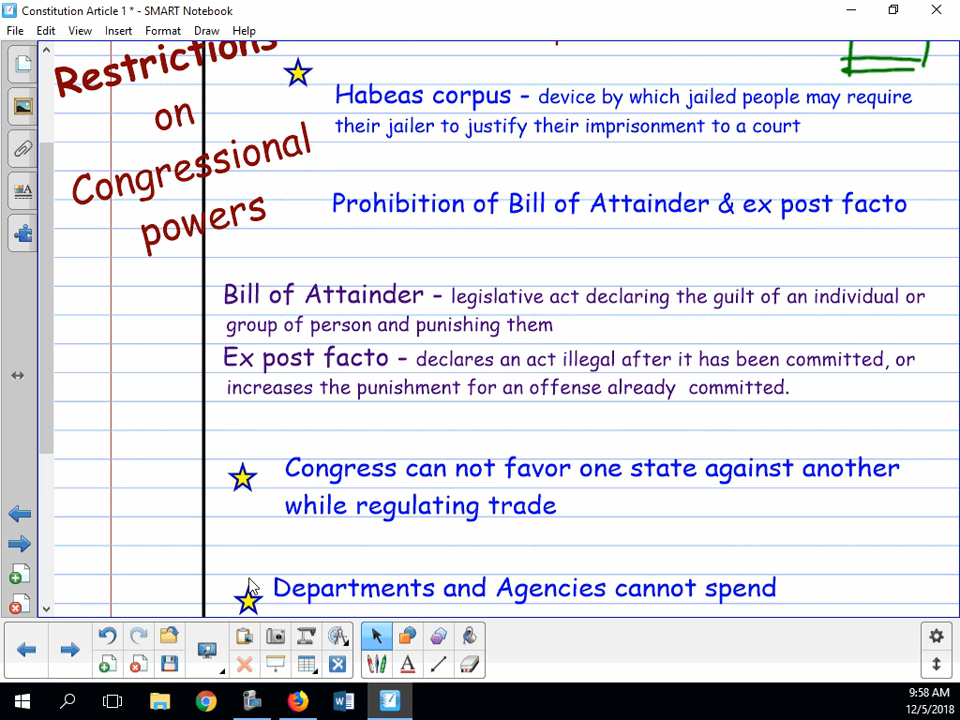 Constitution Article 1 * - SMART Notebook
File Edit View Insert Format Draw Help
Restrictions
on
Congressional
powers
Habeas corpus - device by which jailed people may require
their jailer to justify their imprisonment to a court
Prohibition of Bill of Attainder & ex post facto
Bill of Attainder - legislative act declaring the guilt of an individual or
group of person and punishing them
Ex post facto - declares an act illegal after it has been committed, or
increases the punishment for an offense already committed.
Congress can not favor one state against another
while regulating trade
Departments and Agencies cannot spend
9:58 AM
12/5/2018